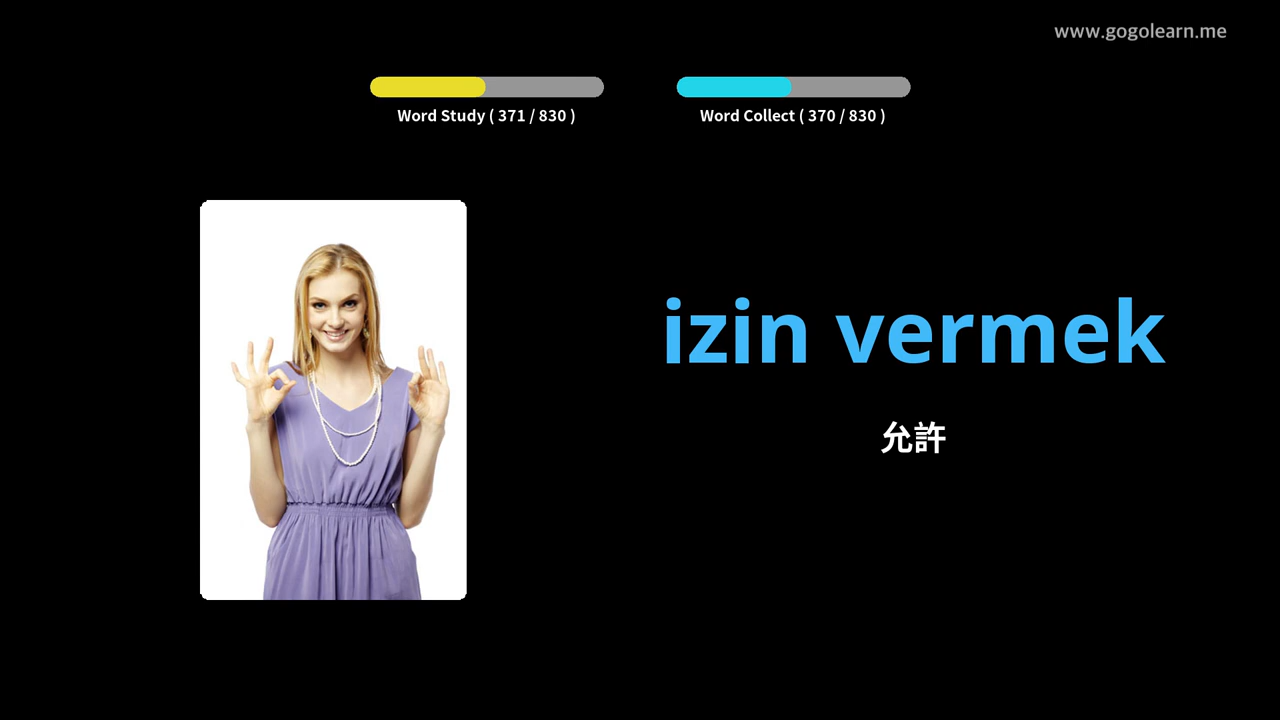 www.gogolearn.me
Word Study ( 371 / 830 )
Word Collect ( 370 / 830 )
izin vermek
允許